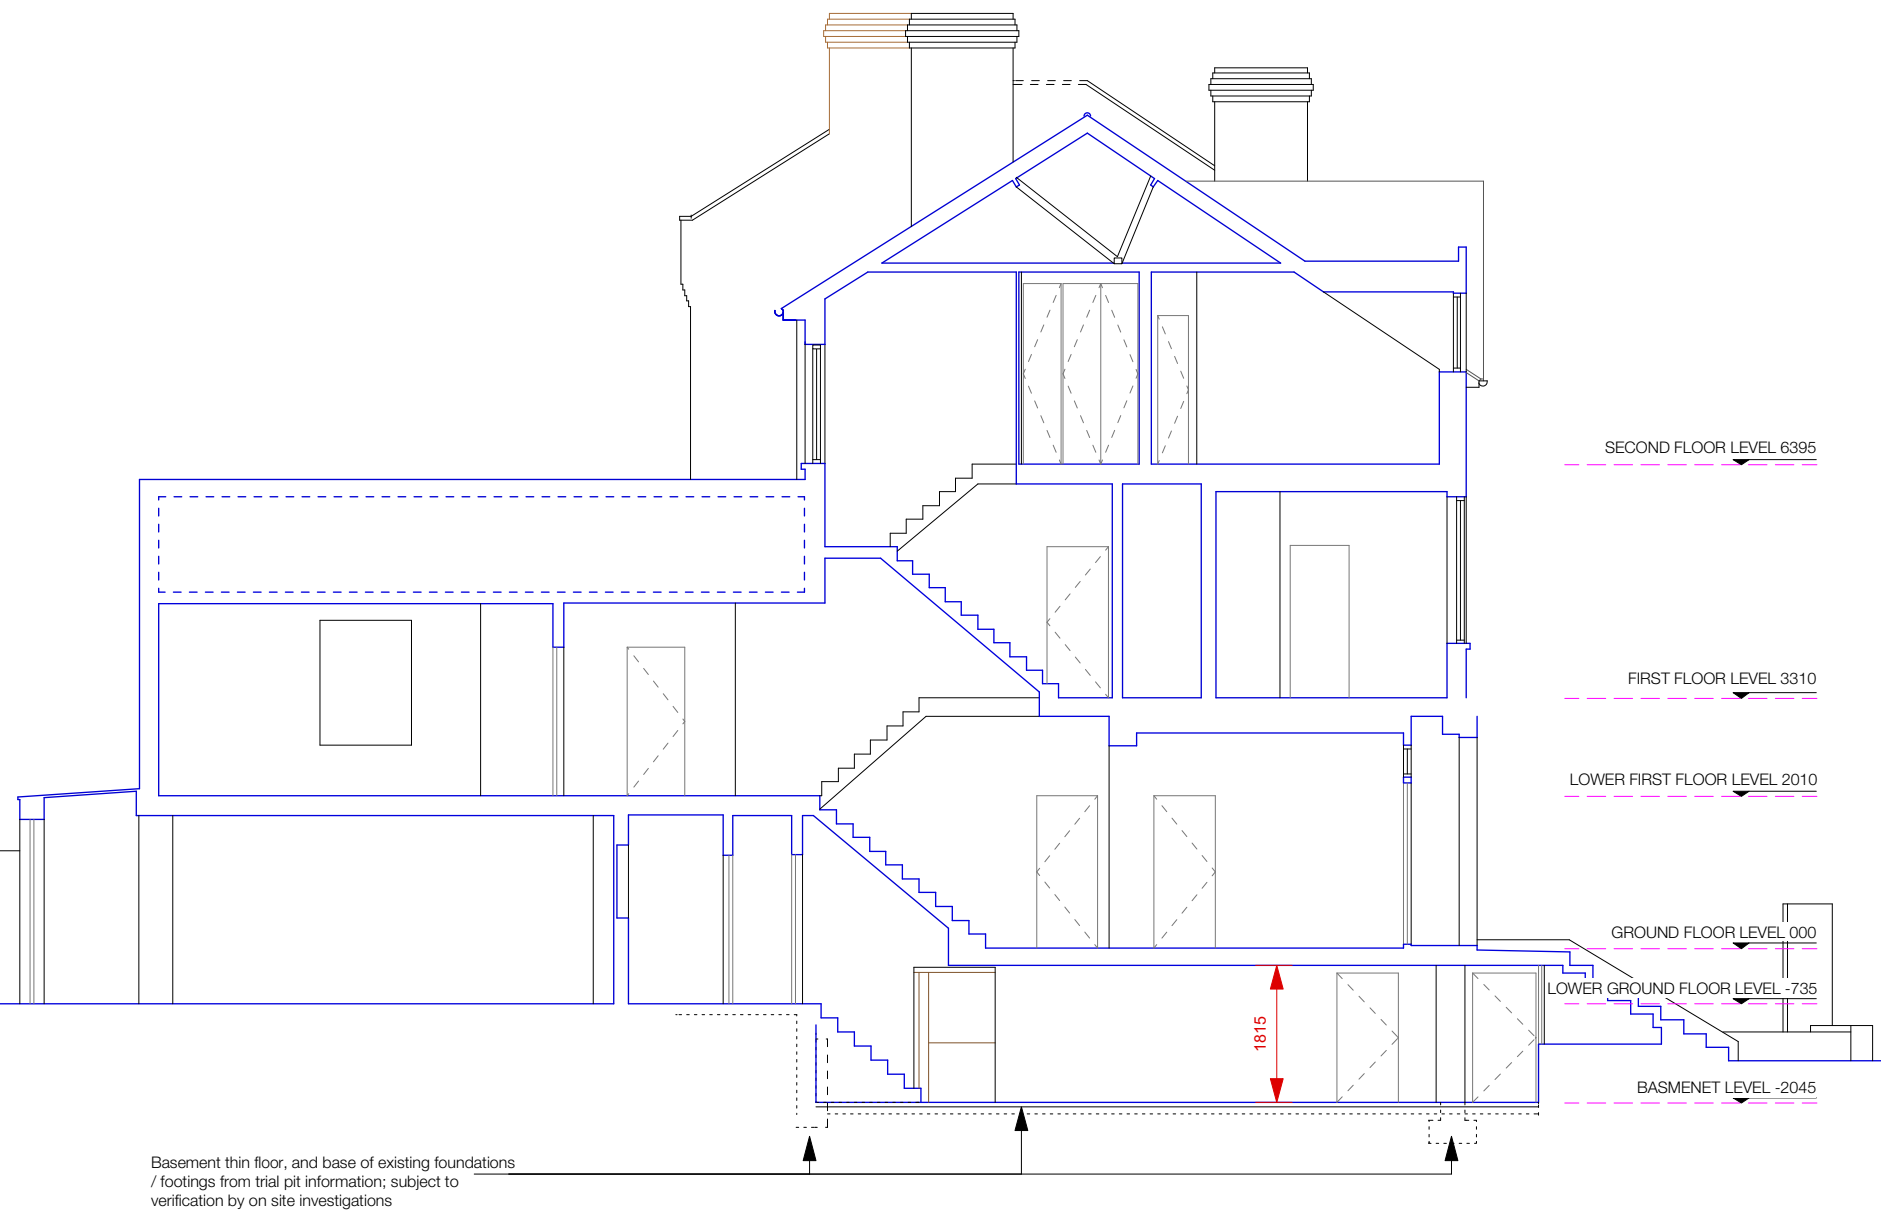 SECOND FLOOR LEVEL 6395
FIRST FLOOR LEVEL 3310
LOWER FIRST FLOOR LEVEL 2010
GROUND FLOOR LEVEL 000
LOWER GROUND FLOOR LEVEL -735
1815
BASMENET LEVEL -2045
Basement thin floor, and base of existing foundations
/ footings from trial pit information; subject to
verification by on site investigations